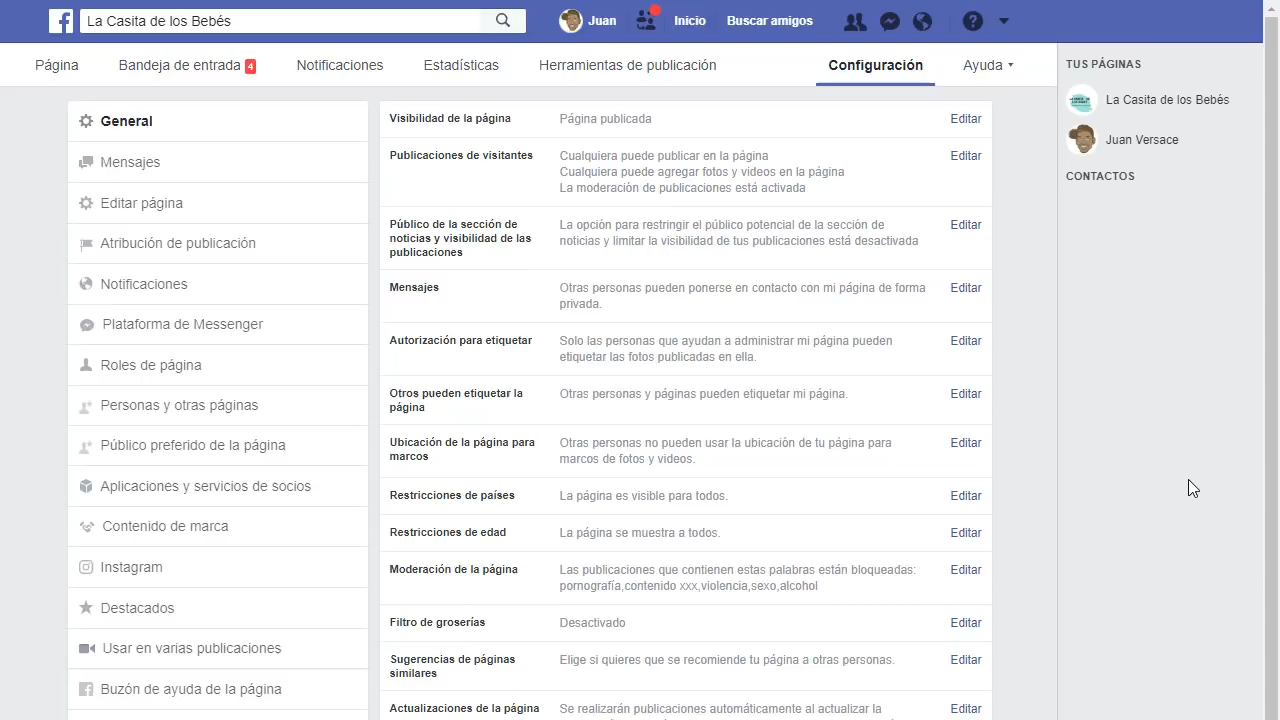 La Casita de los Bebés
Juan
Inicio
Buscar amigos
Página
Bandeja de entrada 4
Notificaciones
Estadísticas
Herramientas de publicación
Configuración
Ayuda
General
Mensajes
Editar página
Atribución de publicación
Notificaciones
Plataforma de Messenger
Roles de página
Personas y otras páginas
Público preferido de la página
Aplicaciones y servicios de socios
Contenido de marca
Instagram
Destacados
Usar en varias publicaciones
Buzón de ayuda de la página
Visibilidad de la página
Página publicada
Editar
Publicaciones de visitantes
Cualquiera puede publicar en la página
Cualquiera puede agregar fotos y videos en la página
La moderación de publicaciones está activada
Editar
Público de la sección de
noticias y visibilidad de las
publicaciones
La opción para restringir el público potencial de la sección de
noticias y limitar la visibilidad de tus publicaciones está desactivada
Editar
Mensajes
Otras personas pueden ponerse en contacto con mi página de forma
privada.
Editar
Autorización para etiquetar
Solo las personas que ayudan a administrar mi página pueden
etiquetar las fotos publicadas en ella.
Editar
Otros pueden etiquetar la
página
Otras personas y páginas pueden etiquetar mi página.
Editar
Ubicación de la página para
marcos
Otras personas no pueden usar la ubicación de tu página para
marcos de fotos y videos.
Editar
Restricciones de países
La página es visible para todos.
Editar
Restricciones de edad
La página se muestra a todos.
Editar
Moderación de la página
Las publicaciones que contienen estas palabras están bloqueadas:
pornografía,contenido xxx,violencia,sexo,alcohol
Editar
Filtro de groserías
Desactivado
Editar
Sugerencias de páginas
similares
Elige si quieres que se recomiende tu página a otras personas.
Editar
Actualizaciones de la página
Se realizarán publicaciones automáticamente al actualizar la
Editar
TUS PÁGINAS
La Casita de los Bebés
Juan Versace
CONTACTOS